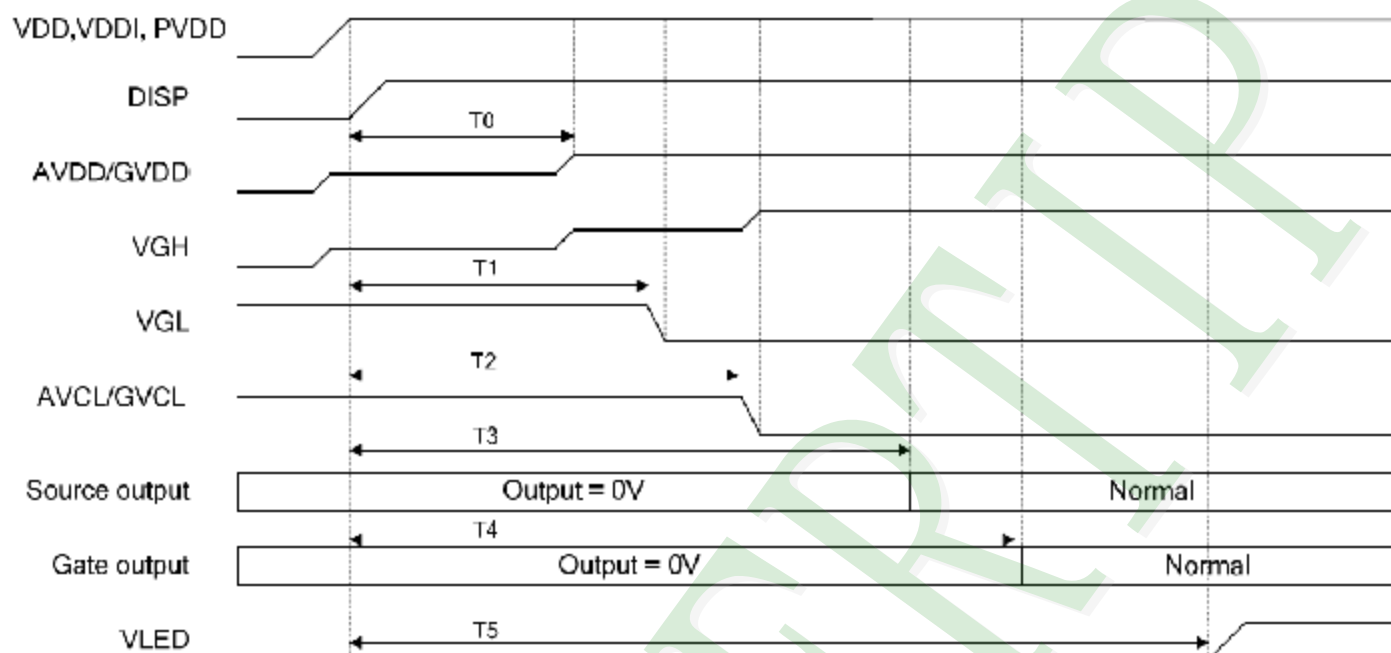 VDD,VDDI, PVDD
DISP
T0
AVDD/GVDD
VGH
T1
VGL
T2
AVCL/GVCL
T3
Source output
Output = 0V
Normal
T4
Gate output
Output = 0V
Normal
VLED
T5
ERTIP